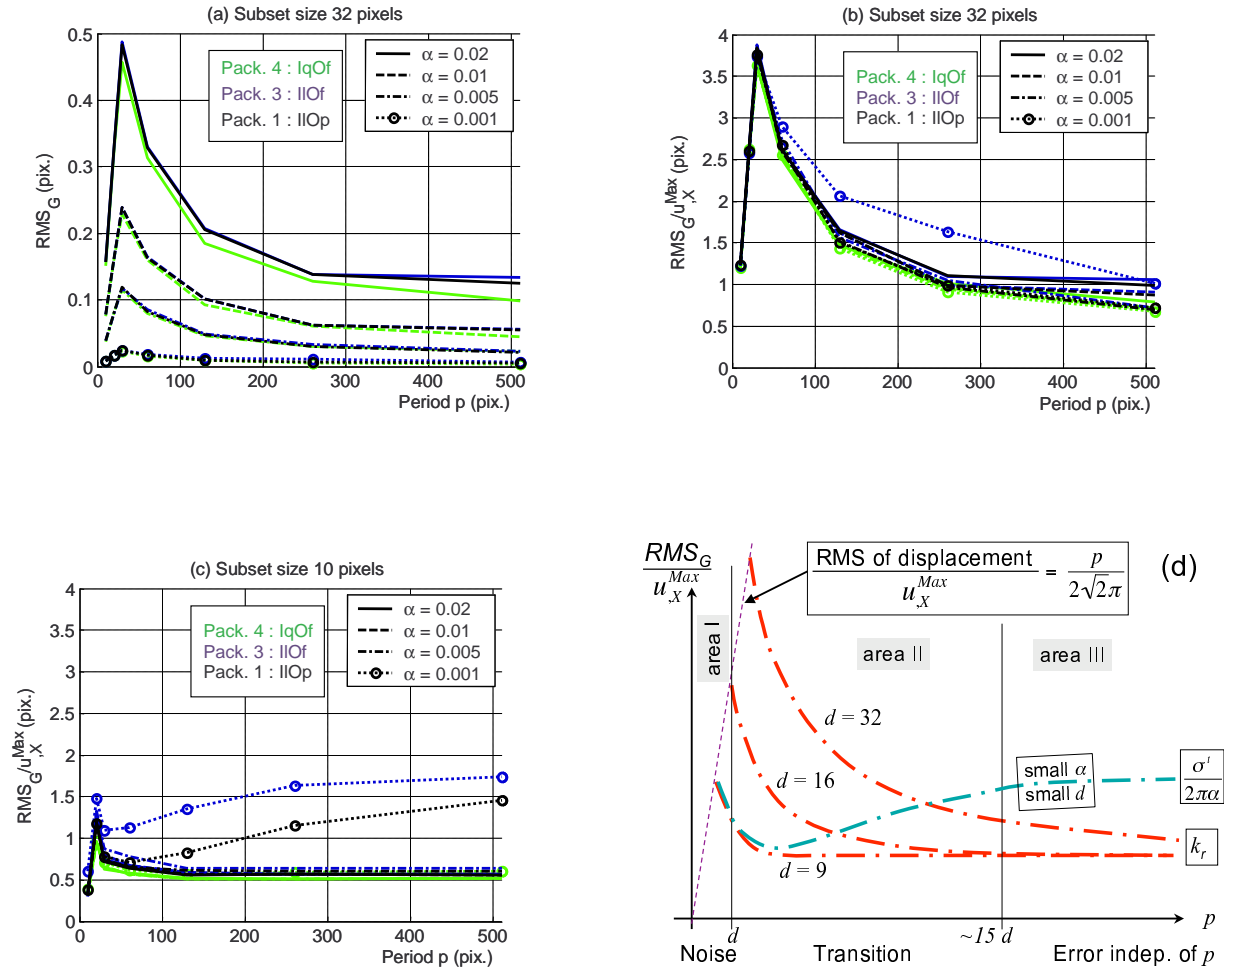 (a) Subset size 32 pixels
RMS_G (pix.)
0.5
0.4
0.3
0.2
0.1
0
0 100 200 300 400 500
Period p (pix.)
Pack. 4 : IqOf
Pack. 3 : IlOf
Pack. 1 : IlOp
α = 0.02
α = 0.01
α = 0.005
α = 0.001
(b) Subset size 32 pixels
RMS_G/u_,X^Max (pix.)
4
3.5
3
2.5
2
1.5
1
0.5
0
0 100 200 300 400 500
Period p (pix.)
Pack. 4 : IqOf
Pack. 3 : IlOf
Pack. 1 : IlOp
α = 0.02
α = 0.01
α = 0.005
α = 0.001
(c) Subset size 10 pixels
RMS_G/u_,X^Max (pix.)
4
3.5
3
2.5
2
1.5
1
0.5
0
0 100 200 300 400 500
Period p (pix.)
Pack. 4 : IqOf
Pack. 3 : IlOf
Pack. 1 : IlOp
α = 0.02
α = 0.01
α = 0.005
α = 0.001
(d)
RMS_G
u_,X^Max
RMS of displacement
u_,X^Max
= p
2√2π
area I
area II
area III
d = 32
d = 16
d = 9
small α
small d
σ^t
2πα
k_r
d
~15 d
p
Noise
Transition
Error indep. of p